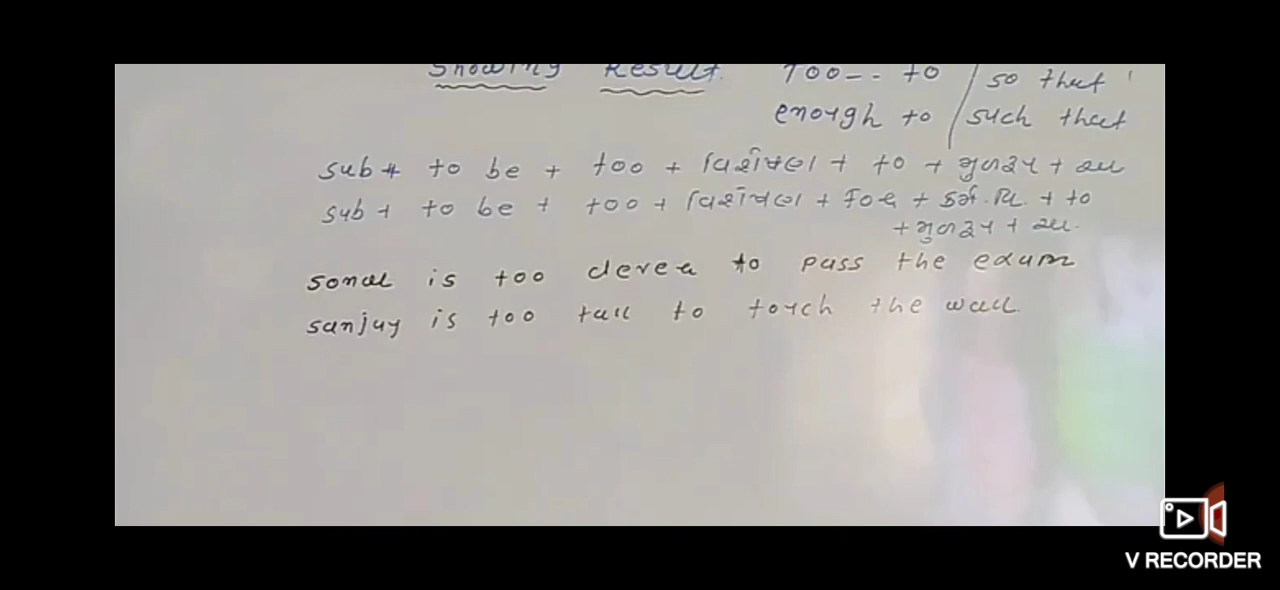 Showing Result. Too-- to / so that
enough to / such that
sub + to be + too + વિશેષણ + to + મુળરૂપ + અવ
sub + to be + too + વિશેષણ + for + કર્મ.વિ. + to
+ મુળરૂપ + અવ.
sonal is too clever to pass the exam
sanjay is too tall to touch the wall.
V RECORDER